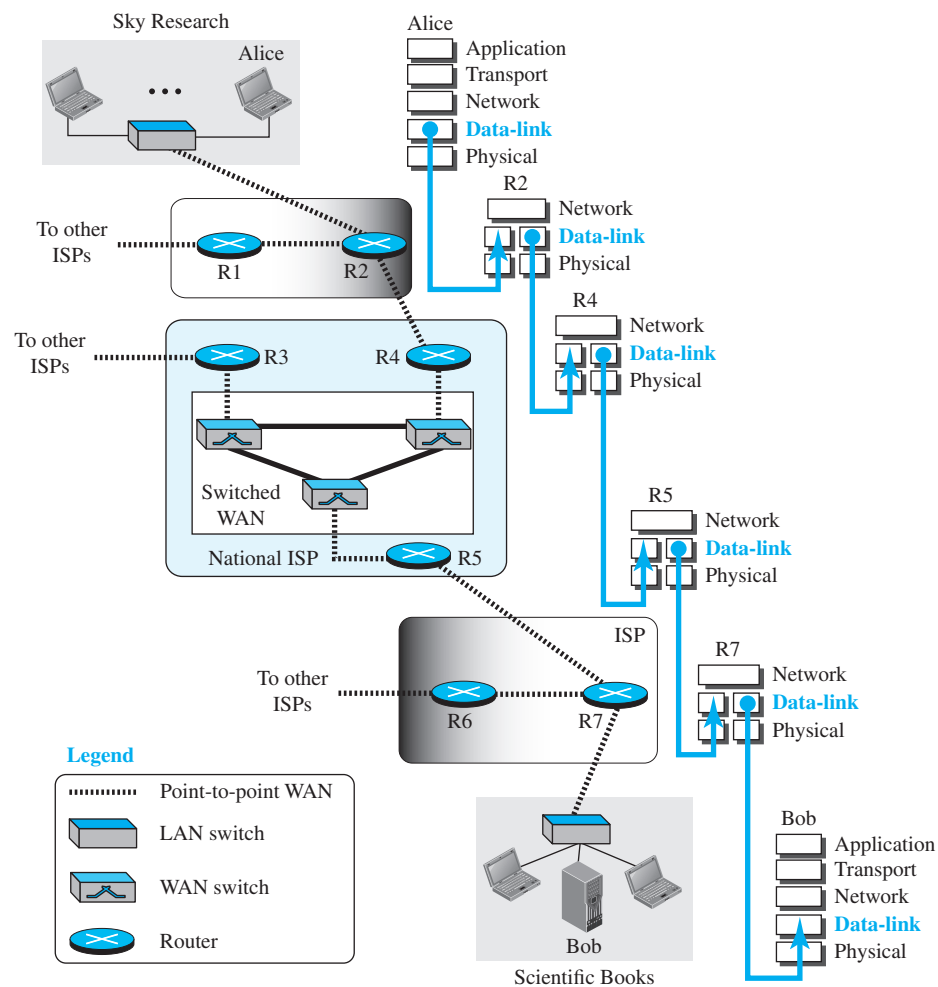 Sky Research
Alice
Alice
Application
Transport
Network
Data-link
Physical
R2
Network
Data-link
Physical
To other
ISPs
R1
R2
R4
Network
Data-link
Physical
To other
ISPs
R3
R4
Switched
WAN
National ISP
R5
R5
Network
Data-link
Physical
ISP
To other
ISPs
R6
R7
R7
Network
Data-link
Physical
Legend
Point-to-point WAN
LAN switch
WAN switch
Router
Bob
Scientific Books
Bob
Application
Transport
Network
Data-link
Physical